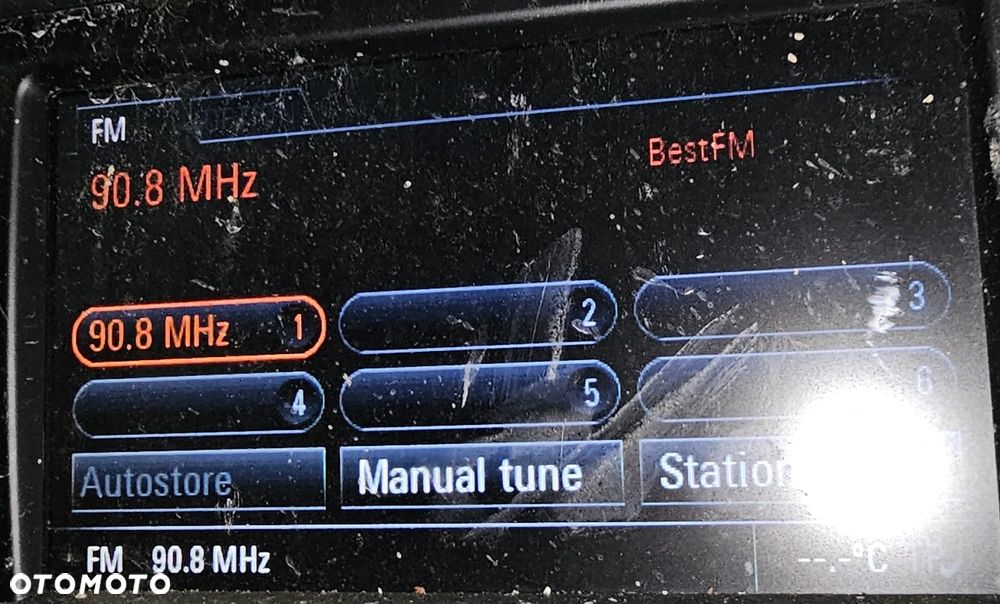 FM
BestFM
90.8 MHz
90.8 MHz 1
2
3
4
5
6
Autostore
Manual tune
FM 90.8 MHz
--.-°C
OTOMOTO